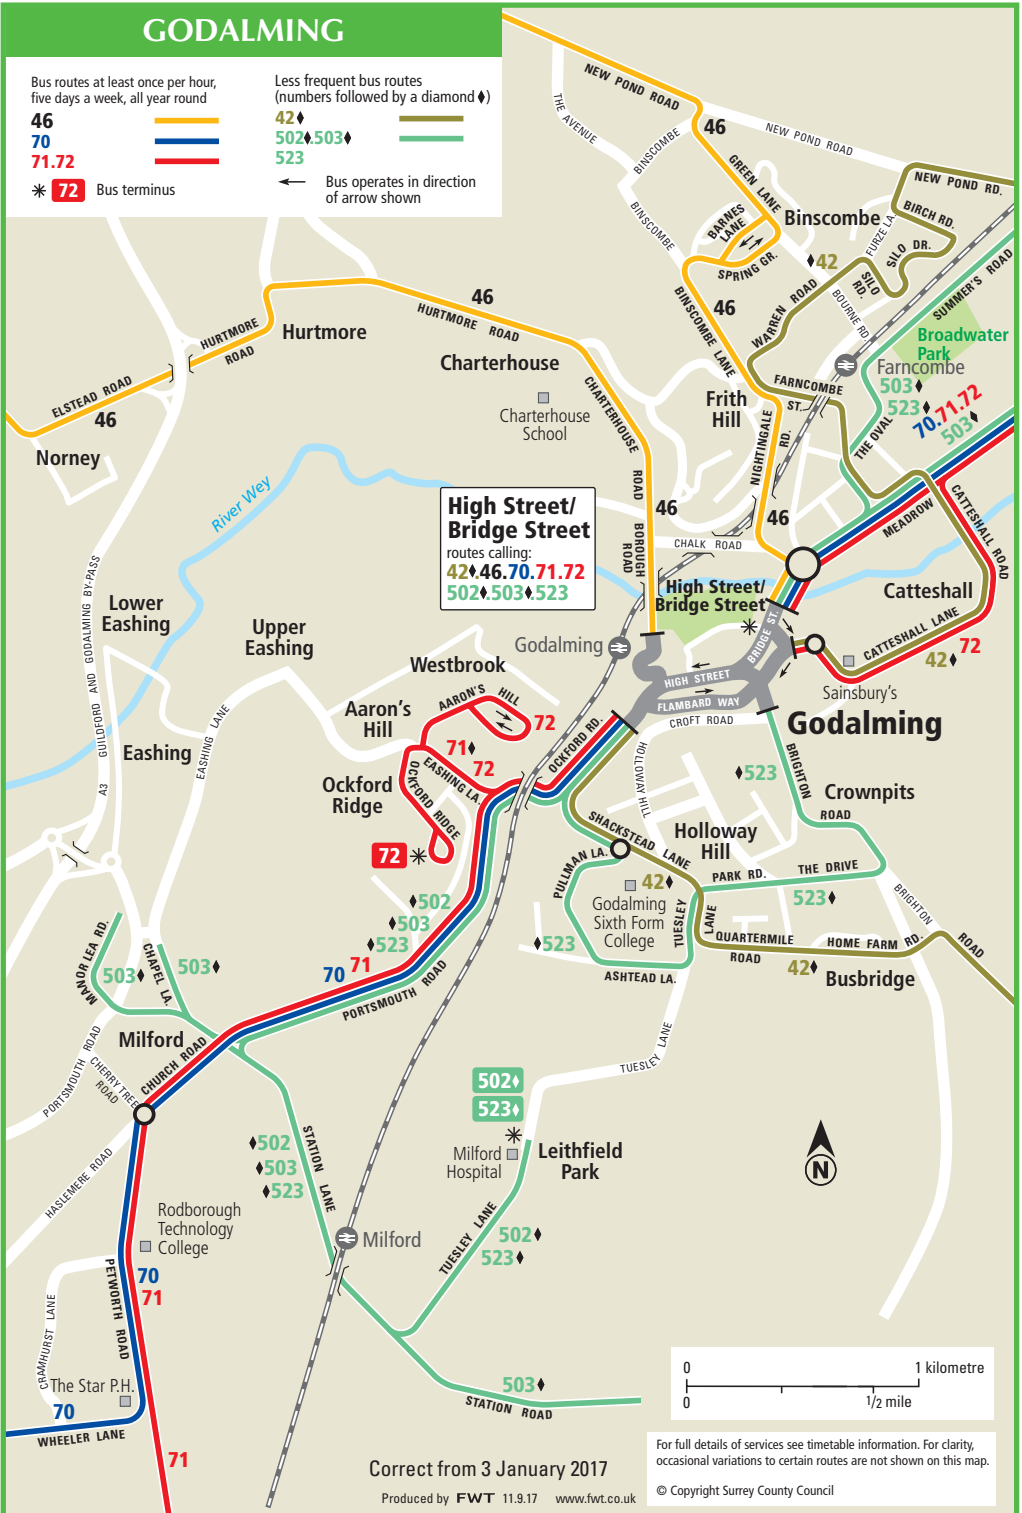 GODALMING
Bus routes at least once per hour,
five days a week, all year round
46
70
71.72
72 Bus terminus
Less frequent bus routes
(numbers followed by a diamond ♦)
42♦
502♦.503♦
523
Bus operates in direction
of arrow shown
NEW POND ROAD
THE AVENUE
46
NEW POND ROAD
BINSCOMBE
GREEN LANE
NEW POND RD.
BINSCOMBE
BARNES
LANE
Binscombe
BIRCH RD.
FURZE LA.
SILO DR.
SPRING GR.
♦42
SILO
RD.
SUMMER'S ROAD
46
HURTMORE ROAD
46
BINSCOMBE LANE
WARREN ROAD
BOURNE RD.
HURTMORE
ROAD
Hurtmore
Broadwater
Park
Charterhouse
Farncombe
ELSTEAD ROAD
46
CHARTERHOUSE
ROAD
Charterhouse
School
Frith
Hill
FARNCOMBE
ST.
503♦
523♦
70.71.72
503♦
Norney
NIGHTINGALE
RD.
THE OVAL
River Wey
High Street/
Bridge Street
routes calling:
42♦.46.70.71.72
502♦.503♦.523
46
46
MEADROW
CATTESHALL ROAD
BOROUGH
ROAD
CHALK ROAD
GUILDFORD AND GODALMING BY-PASS
A3
High Street/
Bridge Street
Catteshall
Lower
Eashing
Upper
Eashing
Godalming
BRIDGE ST.
CATTESHALL LANE
42♦
72
Westbrook
HIGH STREET
FLAMBARD WAY
Sainsbury's
AARON'S HILL
Aaron's
Hill
72
CROFT ROAD
Godalming
EASHING LANE
Eashing
71♦
72
OCKFORD RD.
HOLLOWAY HILL
BRIGHTON
ROAD
♦523
Ockford
Ridge
EASHING LA.
OCKFORD RIDGE
Crownpits
72
SHACKSTEAD LANE
Holloway
Hill
PULLMAN LA.
PARK RD.
THE DRIVE
42♦
Godalming
Sixth Form
College
523♦
BRIGHTON
ROAD
♦502
♦503
♦523
TUESLEY
LANE
♦523
QUARTERMILE
ROAD
HOME FARM RD.
MANOR LEA RD.
503♦
CHAPEL LA.
503♦
70
71
PORTSMOUTH ROAD
ASHTEAD LA.
42♦
Busbridge
Milford
CHURCH ROAD
PORTSMOUTH ROAD
CHERRY TREE
ROAD
TUESLEY LANE
502♦
523♦
STATION LANE
♦502
♦503
♦523
Milford
Hospital
Leithfield
Park
N
HASLEMERE ROAD
Rodborough
Technology
College
Milford
TUESLEY LANE
502♦
523♦
70
71
PETWORTH ROAD
CRAMHURST LANE
The Star P.H.
70
WHEELER LANE
503♦
STATION ROAD
0 1 kilometre
0 1/2 mile
71
Correct from 3 January 2017
Produced by FWT 11.9.17 www.fwt.co.uk
For full details of services see timetable information. For clarity,
occasional variations to certain routes are not shown on this map.
© Copyright Surrey County Council